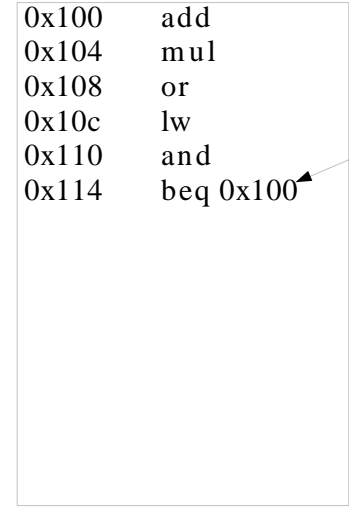 0x100 add
0x104 mul
0x108 or
0x10c lw
0x110 and
0x114 beq 0x100